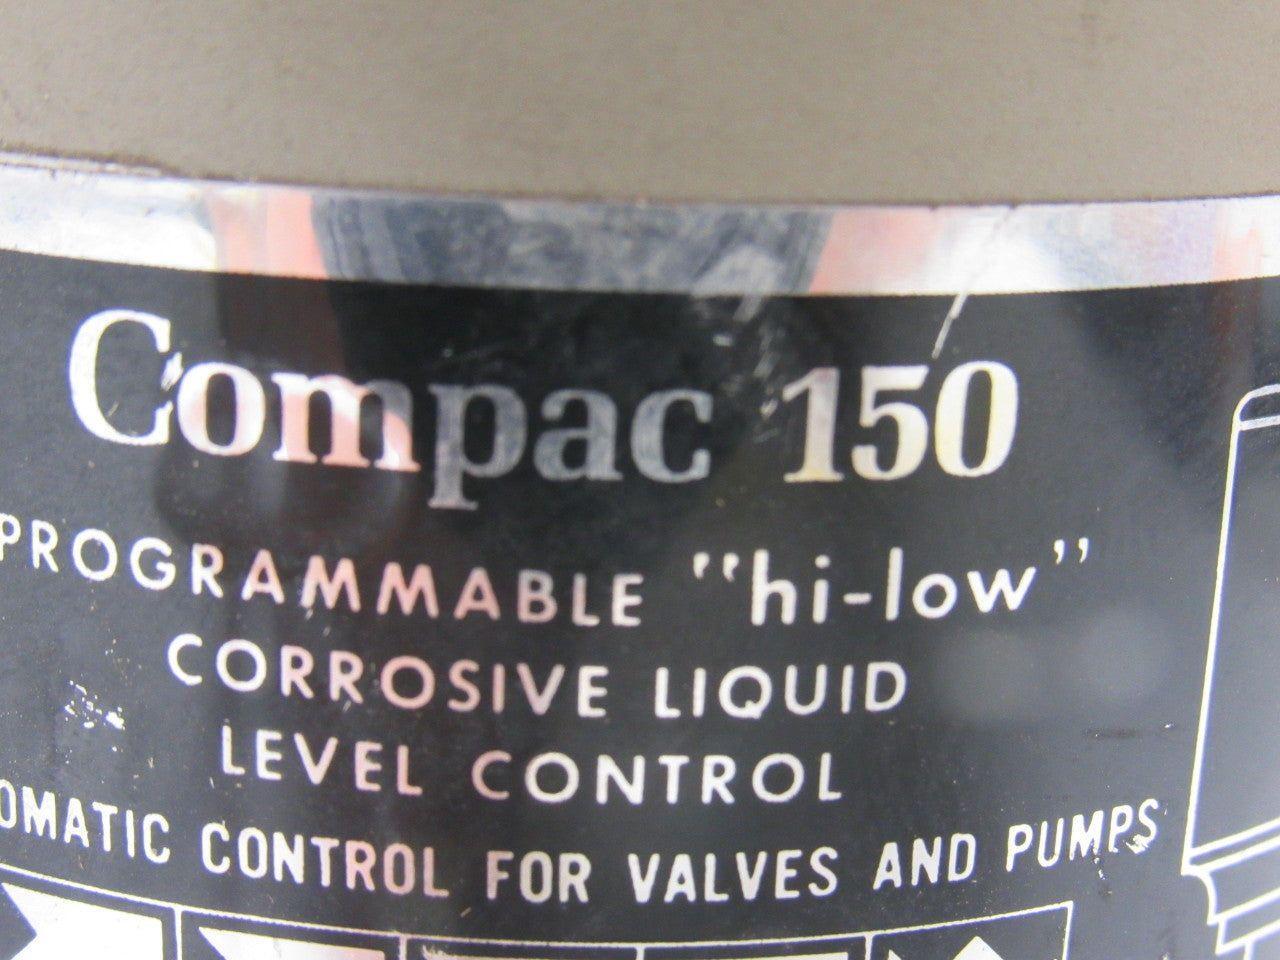 Compac 150
PROGRAMMABLE "hi-low"
CORROSIVE LIQUID
LEVEL CONTROL
OMATIC CONTROL FOR VALVES AND PUMPS